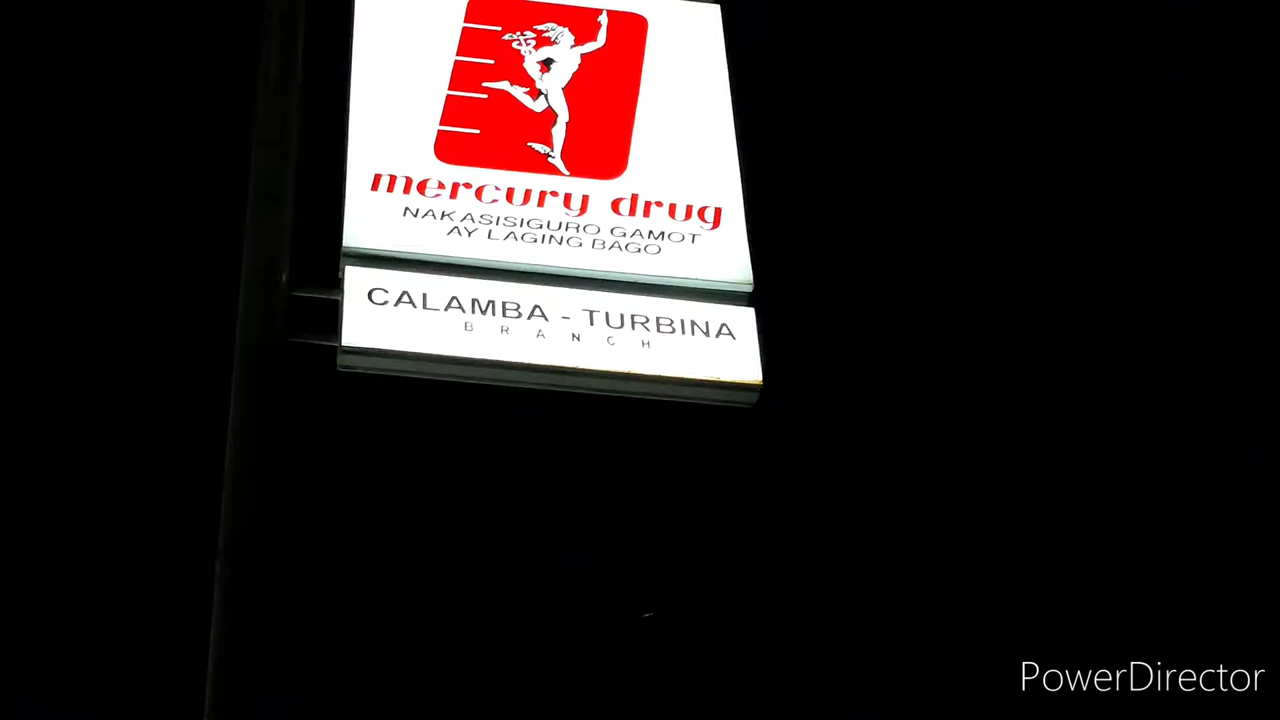 mercury drug
NAKASISIGURO GAMOT
AY LAGING BAGO
CALAMBA - TURBINA
BRANCH
PowerDirector